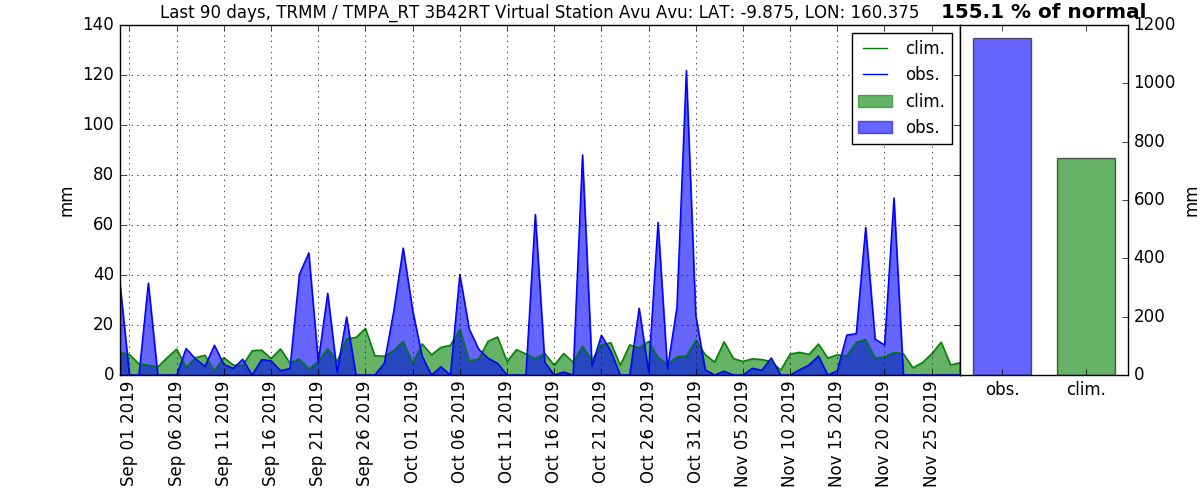 Last 90 days, TRMM / TMPA_RT 3B42RT Virtual Station Avu Avu: LAT: -9.875, LON: 160.375
155.1 % of normal
mm
140
120
100
80
60
40
20
0
clim.
obs.
clim.
obs.
Sep 01 2019
Sep 06 2019
Sep 11 2019
Sep 16 2019
Sep 21 2019
Sep 26 2019
Oct 01 2019
Oct 06 2019
Oct 11 2019
Oct 16 2019
Oct 21 2019
Oct 26 2019
Oct 31 2019
Nov 05 2019
Nov 10 2019
Nov 15 2019
Nov 20 2019
Nov 25 2019
1200
1000
800
600
400
200
0
mm
obs.
clim.